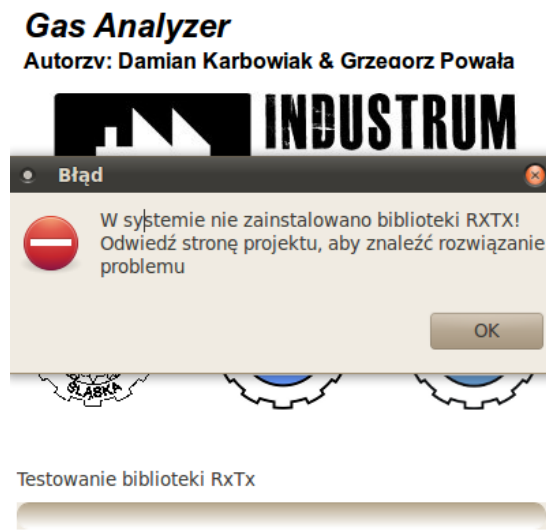 Gas Analyzer
Autorzy: Damian Karbowiak & Grzegorz Powała
INDUSTRUM
Błąd
W systemie nie zainstalowano biblioteki RXTX!
Odwiedź stronę projektu, aby znaleźć rozwiązanie
problemu
OK
ŚLĄSKA
Testowanie biblioteki RxTx